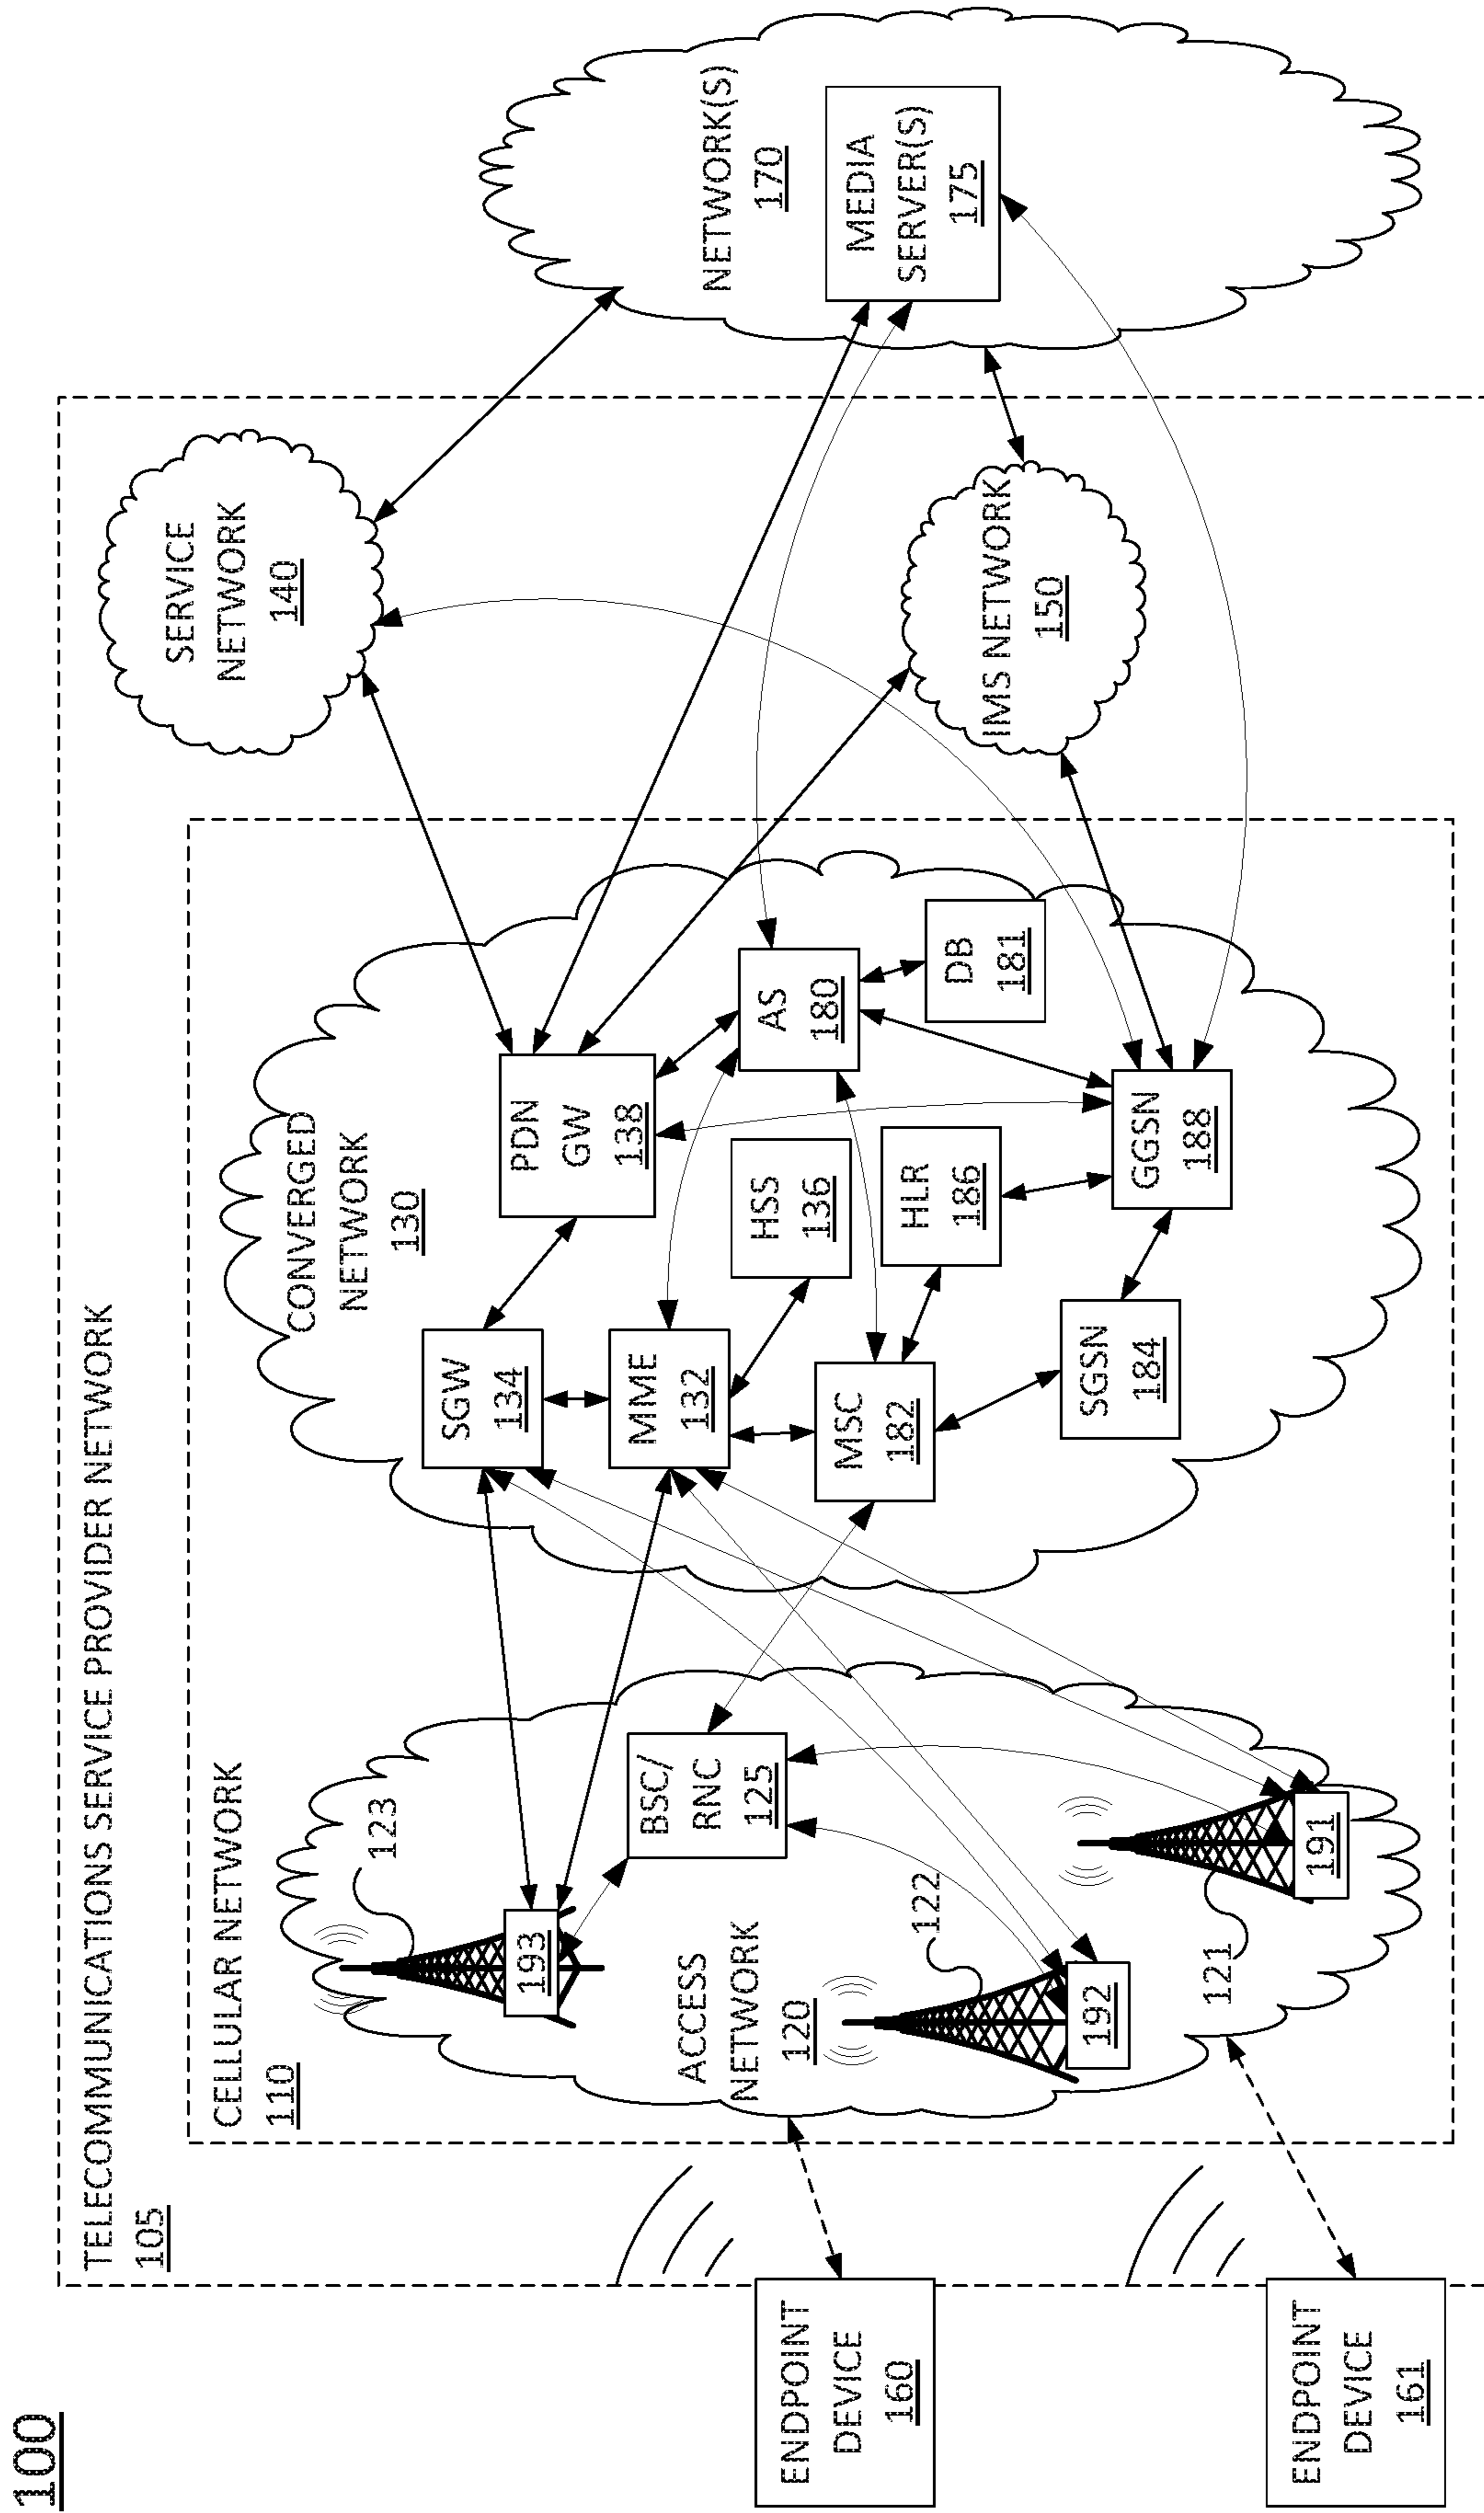 100
TELECOMMUNICATIONS SERVICE PROVIDER NETWORK
105
CELLULAR NETWORK
110
CONVERGED
NETWORK
130
SERVICE
NETWORK
140
NETWORK(S)
170
MEDIA
SERVER(S)
175
IMS NETWORK
150
PDN
GW
138
SGW
134
MME
132
HSS
136
AS
180
DB
181
MSC
182
HLR
186
SGSN
184
GGSN
188
123
193
BSC/
RNC
125
ACCESS
NETWORK
120
122
192
121
191
ENDPOINT
DEVICE
160
ENDPOINT
DEVICE
161